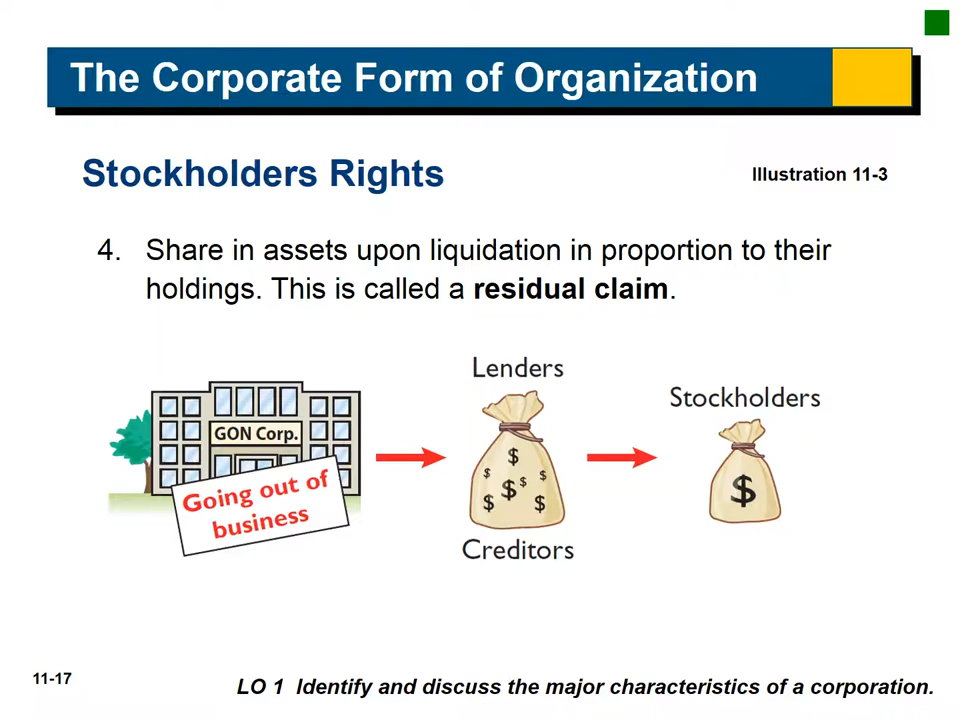 The Corporate Form of Organization
Stockholders Rights
Illustration 11-3
4. Share in assets upon liquidation in proportion to their
holdings. This is called a residual claim.
Lenders
Stockholders
GON Corp.
Going out of
business
$
$ $ $
$ $
$ $
$
Creditors
11-17
LO 1 Identify and discuss the major characteristics of a corporation.